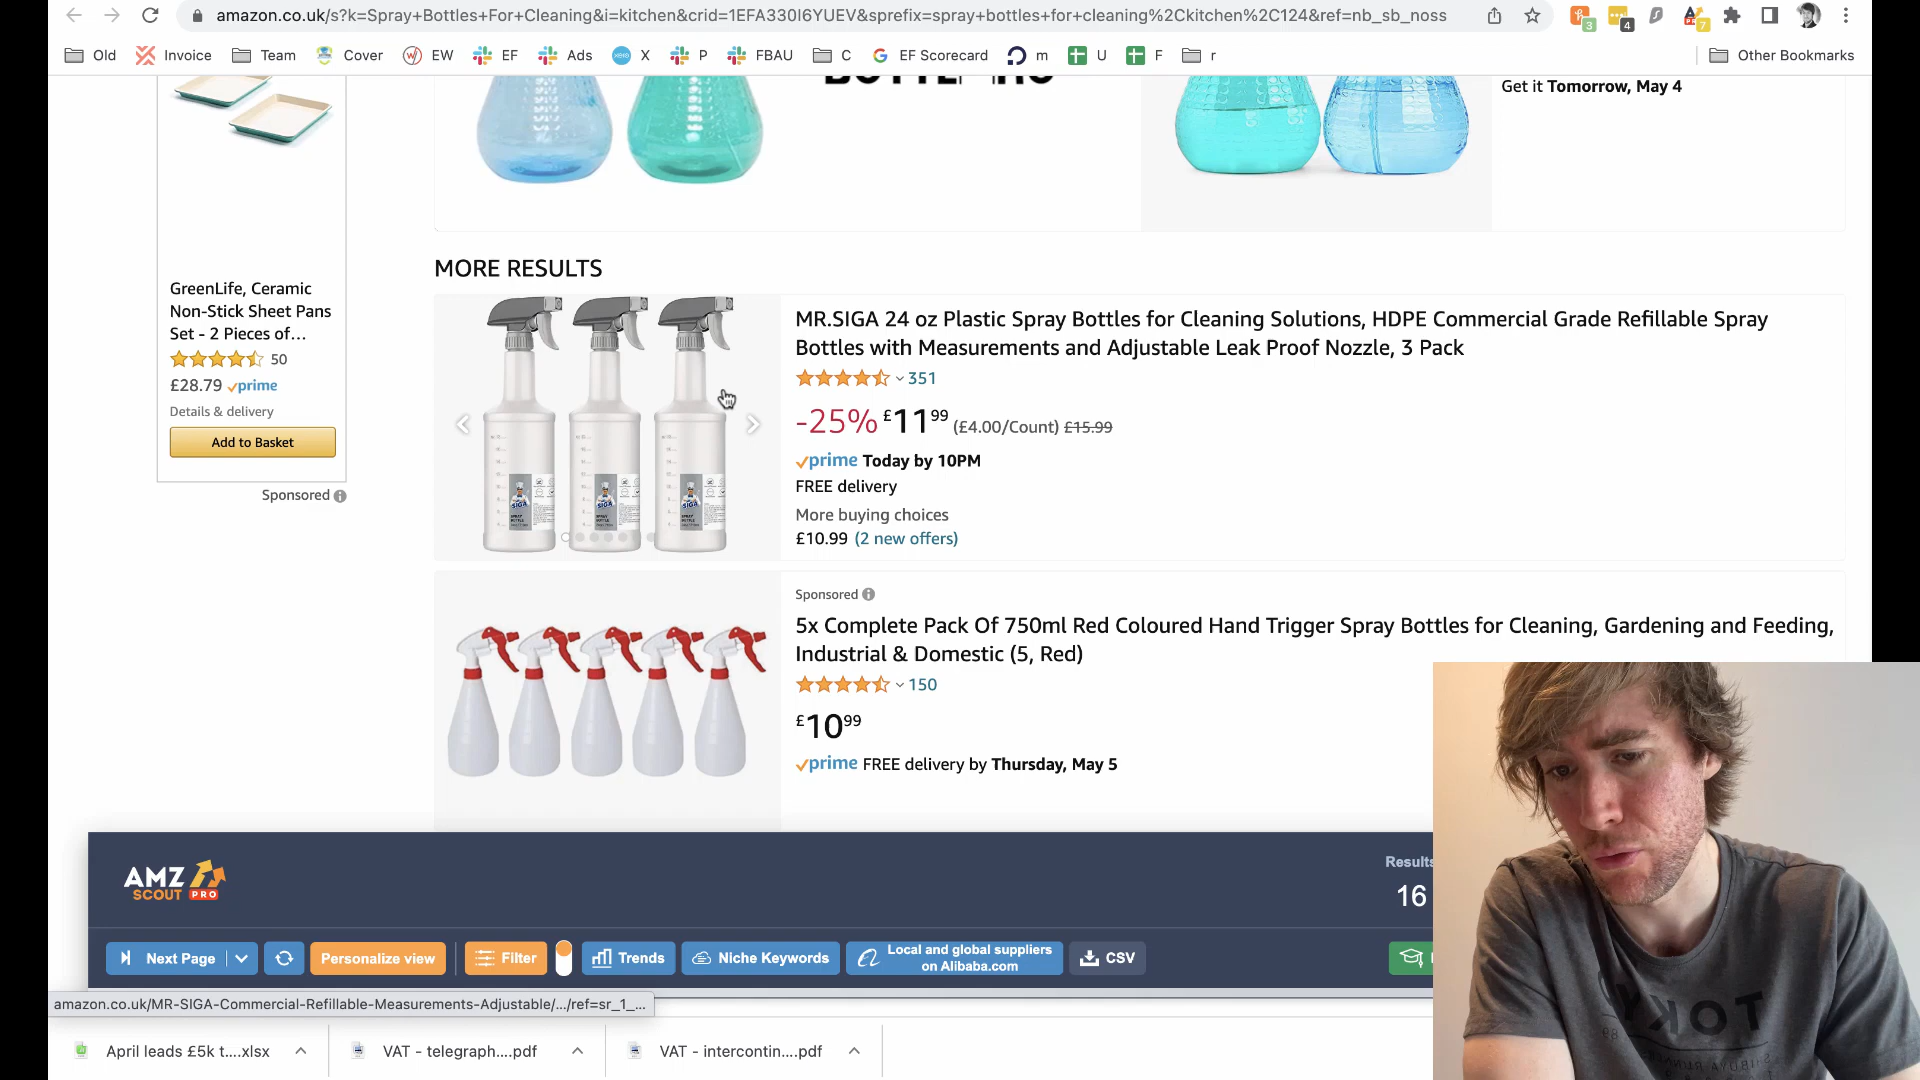 amazon.co.uk/s?k=Spray+Bottles+For+Cleaning&i=kitchen&crid=1EFA330I6YUEV&sprefix=spray+bottles+for+cleaning%2Ckitchen%2C124&ref=nb_sb_noss
3
4
7
Old
Invoice
Team
Cover
EW
EF
Ads
X
P
FBAU
C
EF Scorecard
m
U
F
r
Other Bookmarks
Get it Tomorrow, May 4
GreenLife, Ceramic
Non-Stick Sheet Pans
Set - 2 Pieces of...
50
£28.79 prime
Details & delivery
Add to Basket
Sponsored
MORE RESULTS
MR.SIGA 24 oz Plastic Spray Bottles for Cleaning Solutions, HDPE Commercial Grade Refillable Spray
Bottles with Measurements and Adjustable Leak Proof Nozzle, 3 Pack
351
-25% £11.99 (£4.00/Count) £15.99
prime Today by 10PM
FREE delivery
More buying choices
£10.99 (2 new offers)
Sponsored
5x Complete Pack Of 750ml Red Coloured Hand Trigger Spray Bottles for Cleaning, Gardening and Feeding,
Industrial & Domestic (5, Red)
150
£10.99
prime FREE delivery by Thursday, May 5
AMZ
SCOUT PRO
Results
16
Next Page
Personalize view
Filter
Trends
Niche Keywords
Local and global suppliers
on Alibaba.com
CSV
amazon.co.uk/MR-SIGA-Commercial-Refillable-Measurements-Adjustable/.../ref=sr_1_...
April leads £5k t....xlsx
VAT - telegraph....pdf
VAT - intercontin....pdf
TOKY